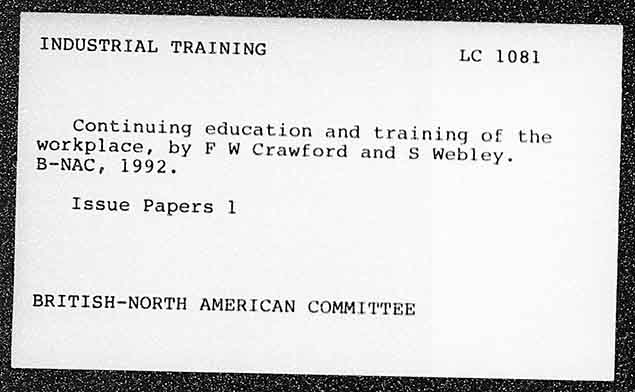 INDUSTRIAL TRAINING LC 1081
Continuing education and training of the
workplace, by F W Crawford and S Webley.
B-NAC, 1992.
Issue Papers 1
BRITISH-NORTH AMERICAN COMMITTEE